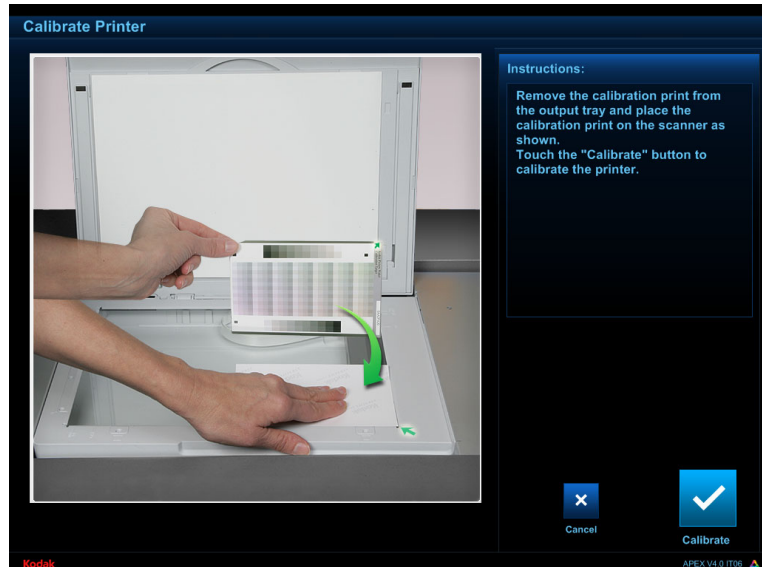 Calibrate Printer
Instructions:
Remove the calibration print from
the output tray and place the
calibration print on the scanner as
shown.
Touch the "Calibrate" button to
calibrate the printer.
Cancel
Calibrate
Kodak
APEX V4.0 IT06